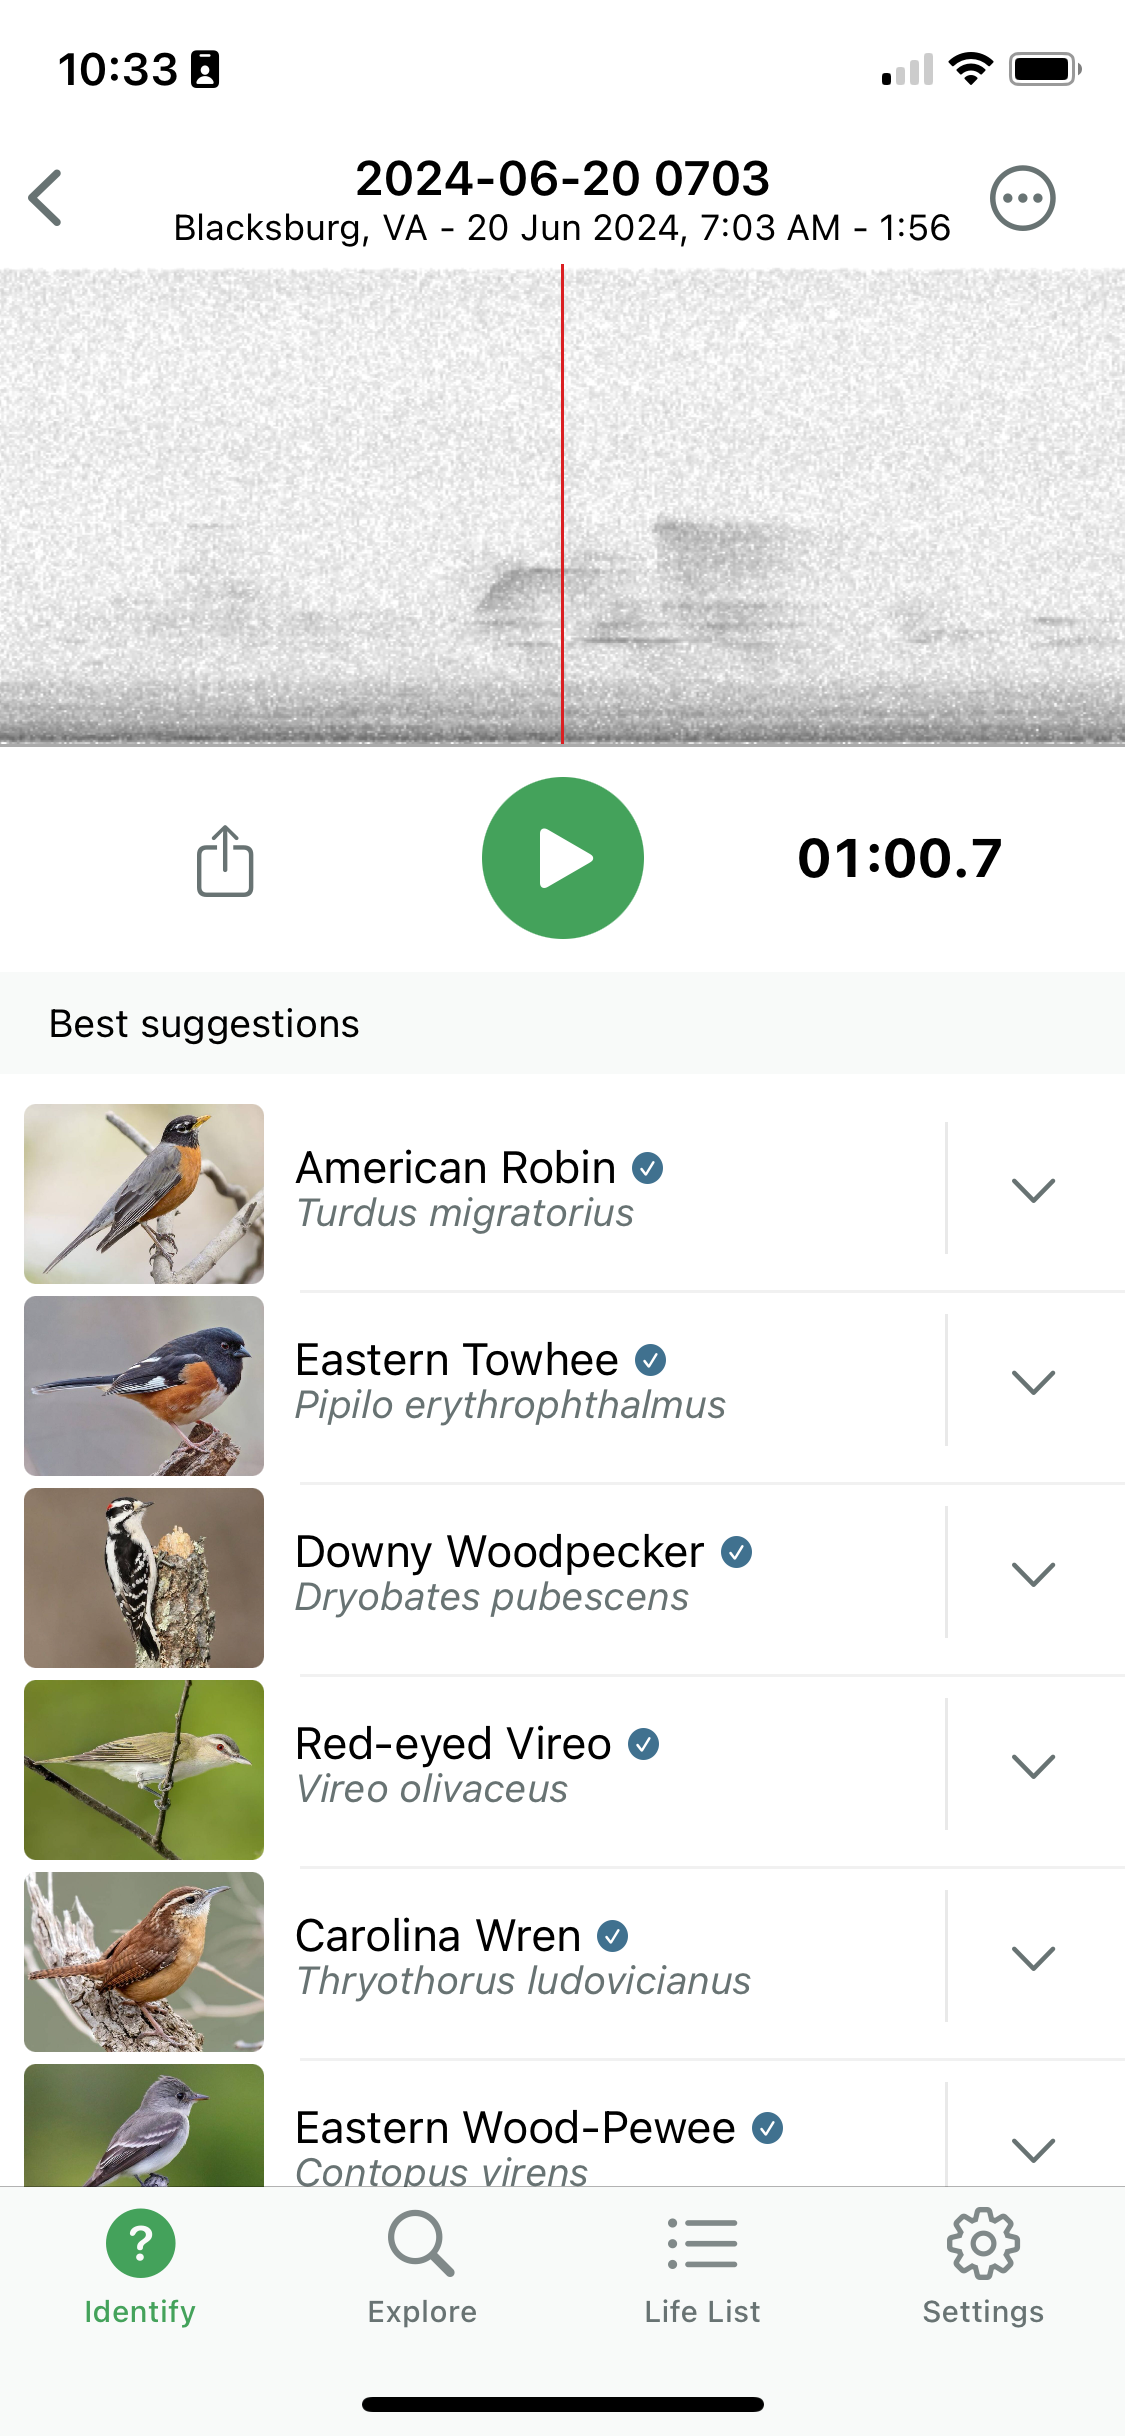 10:33
2024-06-20 0703
Blacksburg, VA - 20 Jun 2024, 7:03 AM - 1:56
01:00.7
Best suggestions
American Robin
Turdus migratorius
Eastern Towhee
Pipilo erythrophthalmus
Downy Woodpecker
Dryobates pubescens
Red-eyed Vireo
Vireo olivaceus
Carolina Wren
Thryothorus ludovicianus
Eastern Wood-Pewee
Contopus virens
?
Identify
Explore
Life List
Settings